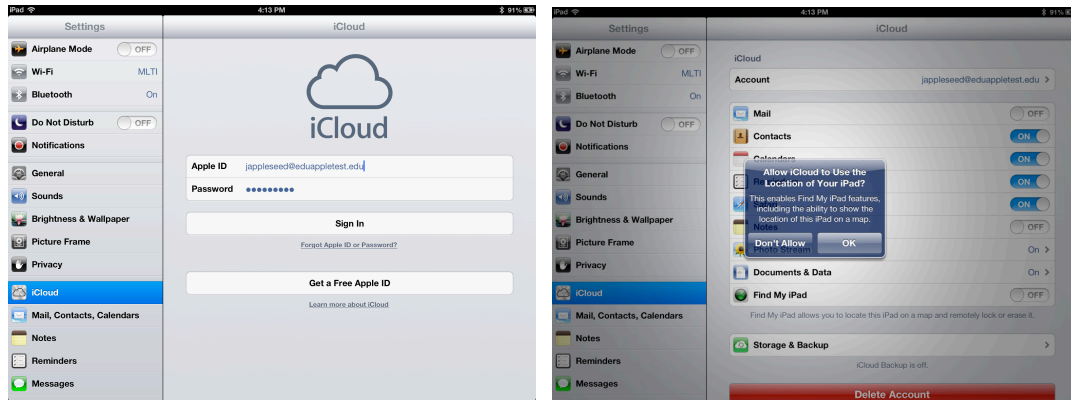 iPad 4:13 PM 91%
Settings
Airplane Mode OFF
Wi-Fi MLTI
Bluetooth On
Do Not Disturb OFF
Notifications
General
Sounds
Brightness & Wallpaper
Picture Frame
Privacy
iCloud
Mail, Contacts, Calendars
Notes
Reminders
Messages
iCloud
iCloud
Apple ID jappleseed@eduappletest.edu
Password ●●●●●●●●●
Sign In
Forgot Apple ID or Password?
Get a Free Apple ID
Learn more about iCloud
iPad 4:13 PM 91%
Settings
Airplane Mode OFF
Wi-Fi MLTI
Bluetooth On
Do Not Disturb OFF
Notifications
General
Sounds
Brightness & Wallpaper
Picture Frame
Privacy
iCloud
Mail, Contacts, Calendars
Notes
Reminders
Messages
iCloud
iCloud
Account jappleseed@eduappletest.edu
Mail OFF
Contacts ON
Calendars ON
ON
ON
Notes OFF
Photo Stream On
Documents & Data On
Find My iPad OFF
Find My iPad allows you to locate this iPad on a map and remotely lock or erase it.
Storage & Backup
iCloud Backup is off.
Delete Account
Allow iCloud to Use the
Location of Your iPad?
This enables Find My iPad features,
including the ability to show the
location of this iPad on a map.
Don't Allow OK